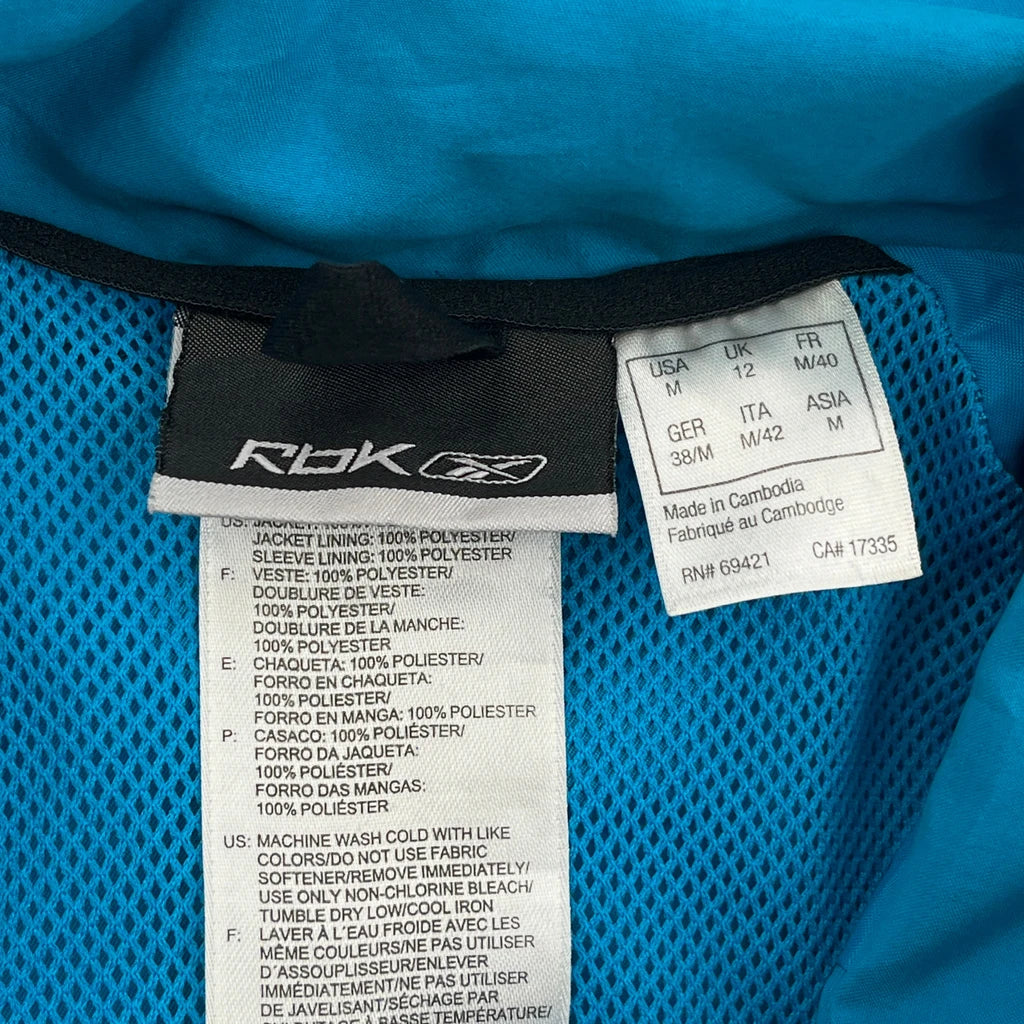 RbK
USA
M
UK
12
FR
M/40
GER
38/M
ITA
M/42
ASIA
M
Made in Cambodia
Fabriqué au Cambodge
RN# 69421 CA# 17335
US: JACKET: 100%
JACKET LINING: 100% POLYESTER/
SLEEVE LINING: 100% POLYESTER
F: VESTE: 100% POLYESTER/
DOUBLURE DE VESTE:
100% POLYESTER/
DOUBLURE DE LA MANCHE:
100% POLYESTER
E: CHAQUETA: 100% POLIESTER/
FORRO EN CHAQUETA:
100% POLIESTER/
FORRO EN MANGA: 100% POLIESTER
P: CASACO: 100% POLIÉSTER/
FORRO DA JAQUETA:
100% POLIÉSTER/
FORRO DAS MANGAS:
100% POLIÉSTER
US: MACHINE WASH COLD WITH LIKE
COLORS/DO NOT USE FABRIC
SOFTENER/REMOVE IMMEDIATELY/
USE ONLY NON-CHLORINE BLEACH/
TUMBLE DRY LOW/COOL IRON
F: LAVER À L'EAU FROIDE AVEC LES
MÊME COULEURS/NE PAS UTILISER
D'ASSOUPLISSEUR/ENLEVER
IMMÉDIATEMENT/NE PAS UTILISER
DE JAVELISANT/SÉCHAGE PAR
À BASSE TEMPÉRATURE/